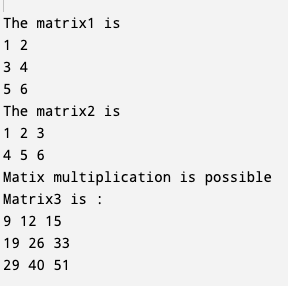 The matrix1 is
1 2
3 4
5 6
The matrix2 is
1 2 3
4 5 6
Matix multiplication is possible
Matrix3 is :
9 12 15
19 26 33
29 40 51